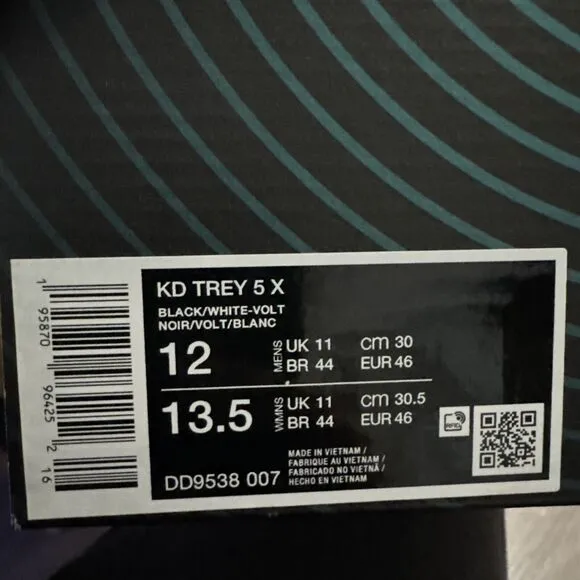 KD TREY 5 X
BLACK/WHITE-VOLT
NOIR/VOLT/BLANC
12 MENS UK 11 cm 30
BR 44 EUR 46
13.5 WMNS UK 11 cm 30.5
BR 44 EUR 46
RFID
DD9538 007
MADE IN VIETNAM /
FABRIQUE AU VIETNAM /
FABRICADO NO VIETNÃ /
HECHO EN VIETNAM
1 95870 96425 2 16